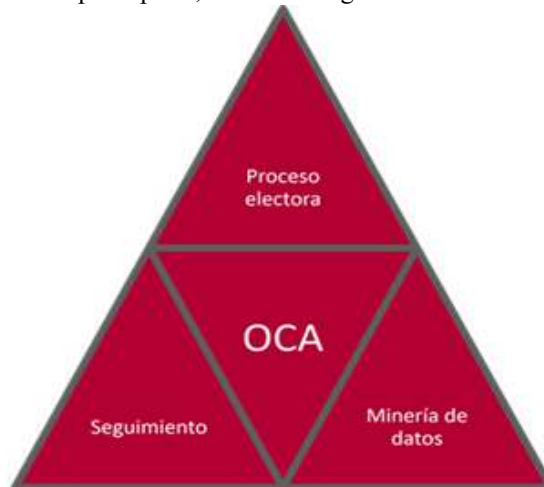 Proceso
electora
OCA
Seguimiento
Minería de
datos